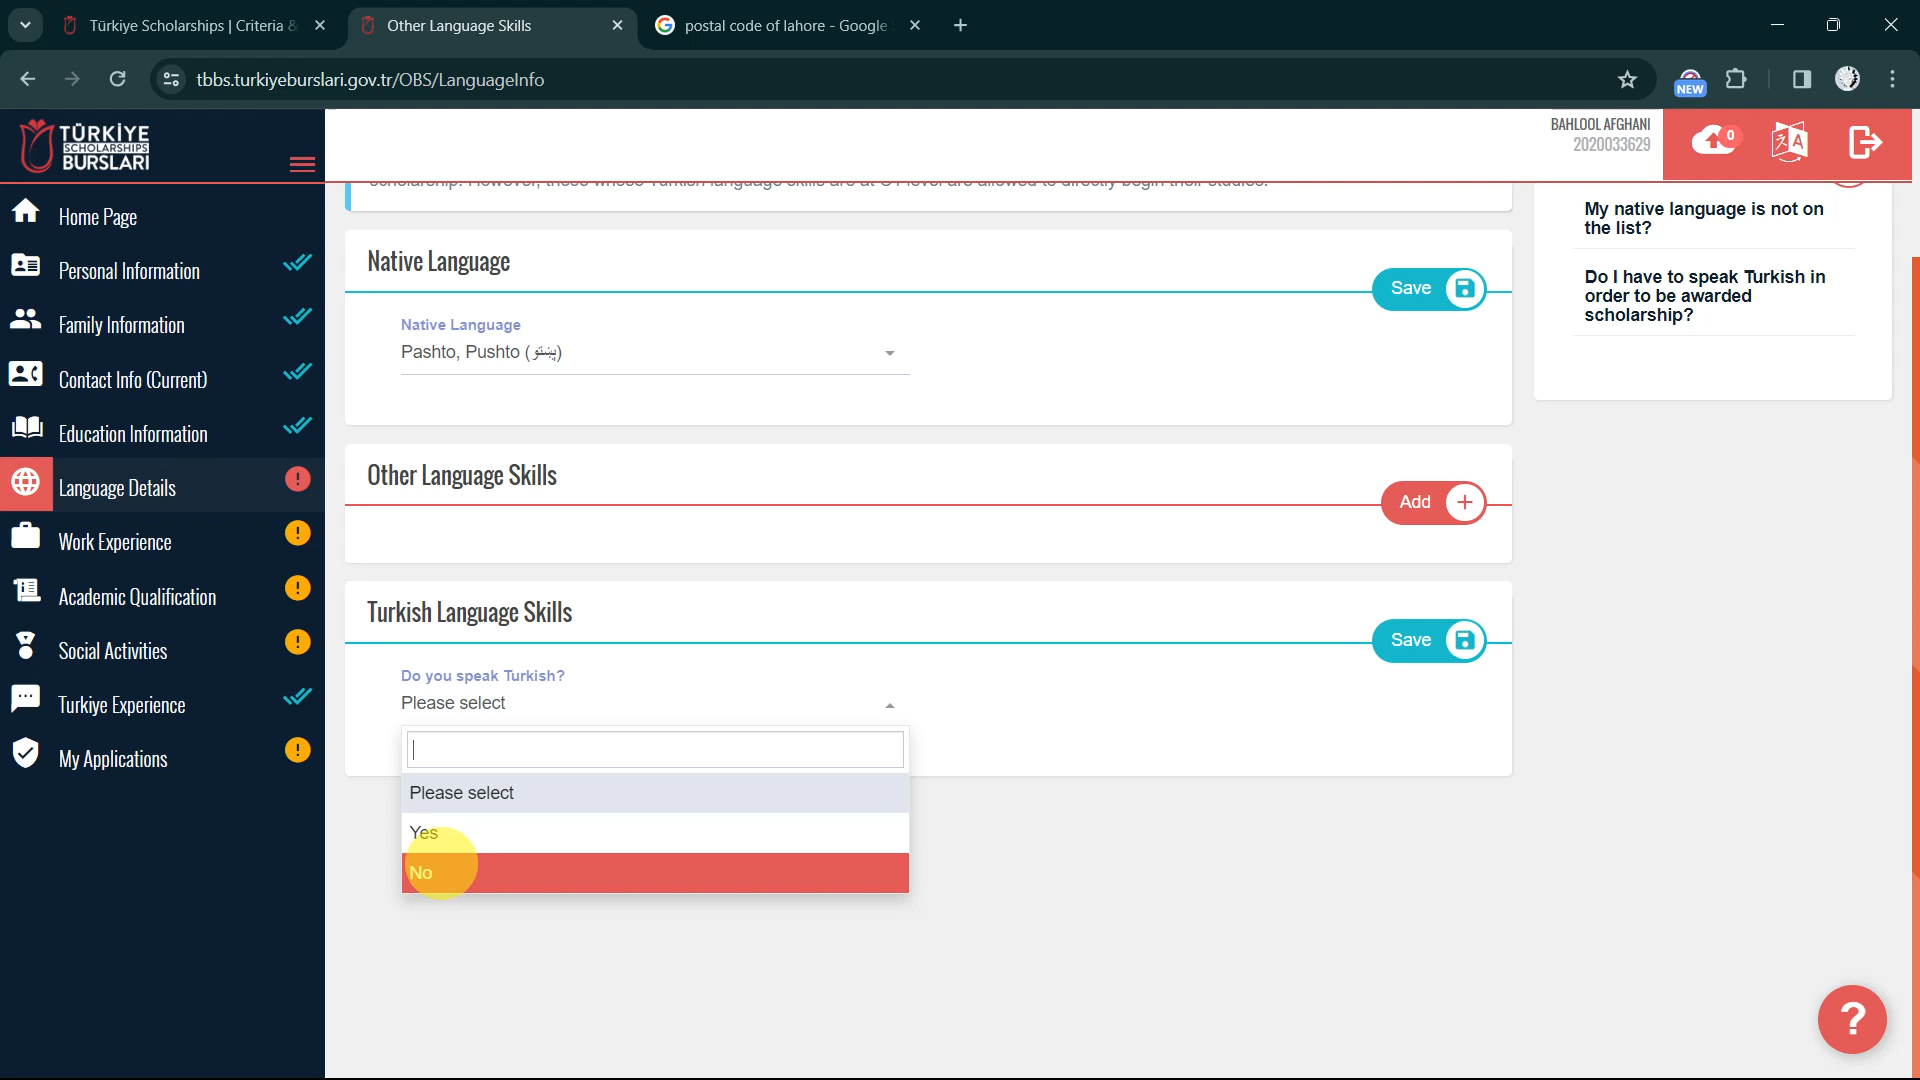 Türkiye Scholarships | Criteria &
Other Language Skills
postal code of lahore - Google
tbbs.turkiyeburslari.gov.tr/OBS/LanguageInfo
NEW
TÜRKİYE
SCHOLARSHIPS
BURSLARI
BAHLOOL AFGHANI
2020033629
0
A
Home Page
Personal Information
Family Information
Contact Info (Current)
Education Information
Language Details
!
Work Experience
!
Academic Qualification
!
Social Activities
!
Turkiye Experience
My Applications
!
Native Language
Save
Native Language
Pashto, Pushto (پښتو)
Other Language Skills
Add +
Turkish Language Skills
Save
Do you speak Turkish?
Please select
Please select
Yes
No
My native language is not on
the list?
Do I have to speak Turkish in
order to be awarded
scholarship?
?